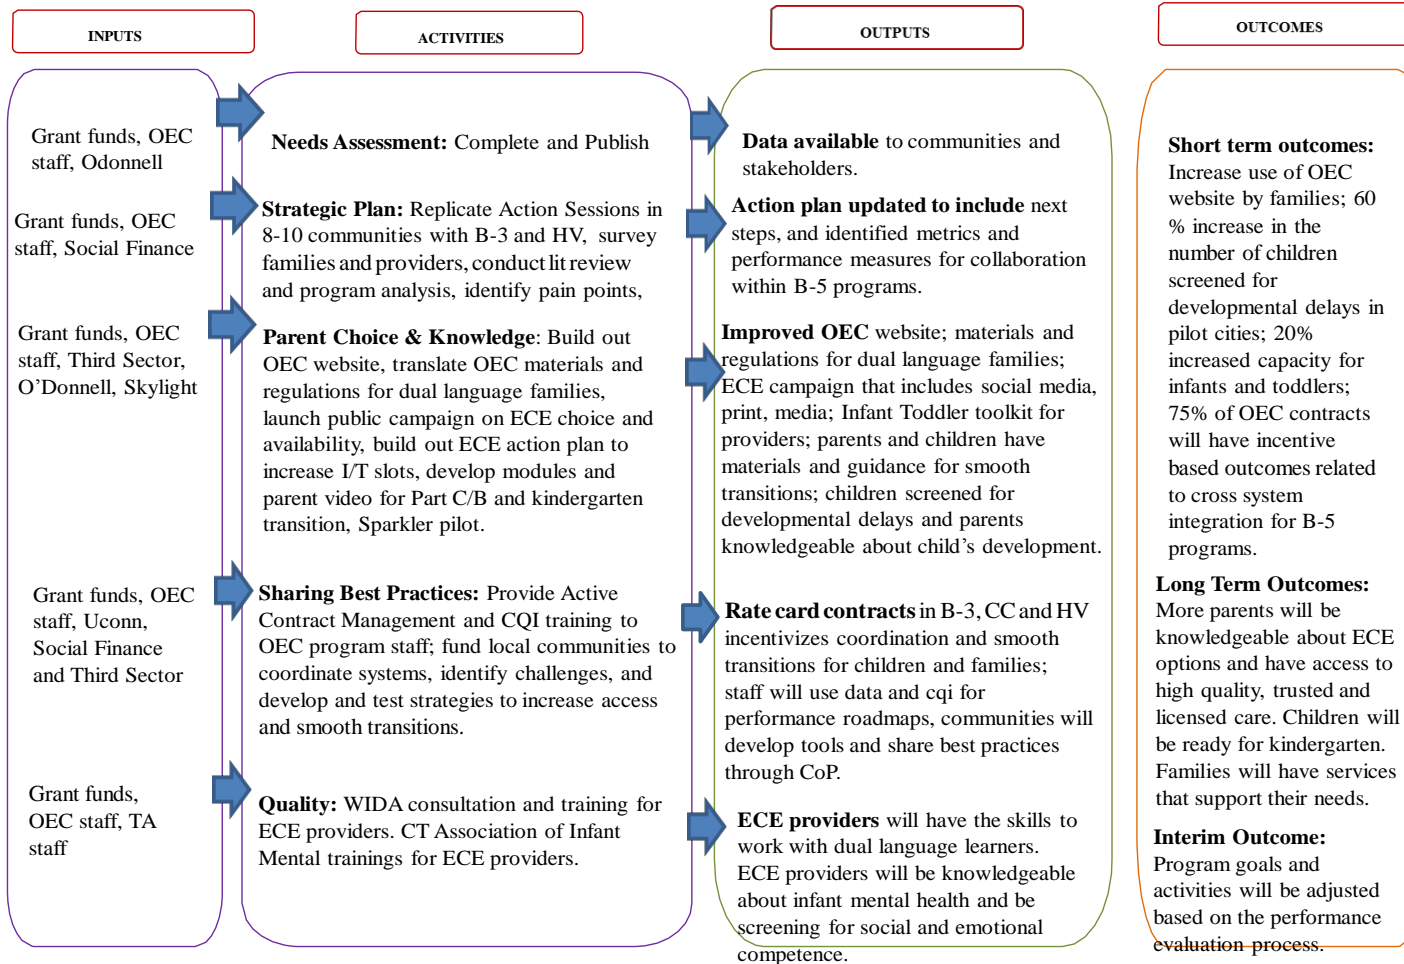 INPUTS
ACTIVITIES
OUTPUTS
OUTCOMES
Grant funds, OEC
staff, Odonnell
Grant funds, OEC
staff, Social Finance
Grant funds, OEC
staff, Third Sector,
O’Donnell, Skylight
Grant funds, OEC
staff, Uconn,
Social Finance
and Third Sector
Grant funds,
OEC staff, TA
staff
Needs Assessment: Complete and Publish
Strategic Plan: Replicate Action Sessions in
8-10 communities with B-3 and HV, survey
families and providers, conduct lit review
and program analysis, identify pain points,
Parent Choice & Knowledge: Build out
OEC website, translate OEC materials and
regulations for dual language families,
launch public campaign on ECE choice and
availability, build out ECE action plan to
increase I/T slots, develop modules and
parent video for Part C/B and kindergarten
transition, Sparkler pilot.
Sharing Best Practices: Provide Active
Contract Management and CQI training to
OEC program staff; fund local communities to
coordinate systems, identify challenges, and
develop and test strategies to increase access
and smooth transitions.
Quality: WIDA consultation and training for
ECE providers. CT Association of Infant
Mental trainings for ECE providers.
Data available to communities and
stakeholders.
Action plan updated to include next
steps, and identified metrics and
performance measures for collaboration
within B-5 programs.
Improved OEC website; materials and
regulations for dual language families;
ECE campaign that includes social media,
print, media; Infant Toddler toolkit for
providers; parents and children have
materials and guidance for smooth
transitions; children screened for
developmental delays and parents
knowledgeable about child’s development.
Rate card contracts in B-3, CC and HV
incentivizes coordination and smooth
transitions for children and families;
staff will use data and cqi for
performance roadmaps, communities will
develop tools and share best practices
through CoP.
ECE providers will have the skills to
work with dual language learners.
ECE providers will be knowledgeable
about infant mental health and be
screening for social and emotional
competence.
Short term outcomes:
Increase use of OEC
website by families; 60
% increase in the
number of children
screened for
developmental delays in
pilot cities; 20%
increased capacity for
infants and toddlers;
75% of OEC contracts
will have incentive
based outcomes related
to cross system
integration for B-5
programs.
Long Term Outcomes:
More parents will be
knowledgeable about ECE
options and have access to
high quality, trusted and
licensed care. Children will
be ready for kindergarten.
Families will have services
that support their needs.
Interim Outcome:
Program goals and
activities will be adjusted
based on the performance
evaluation process.